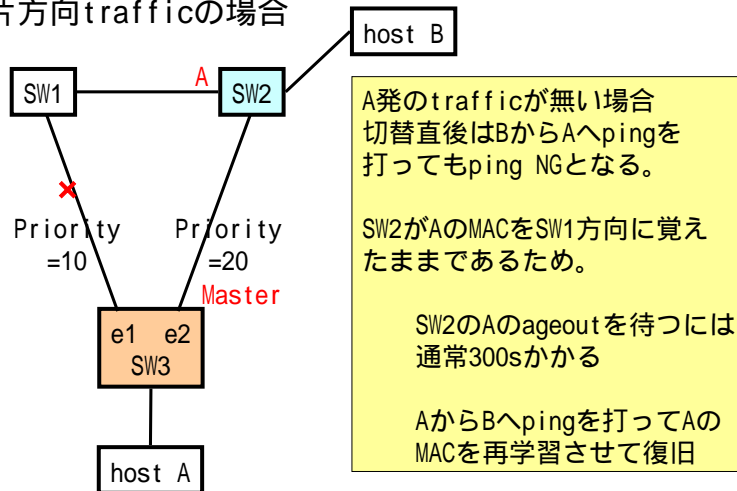 片方向trafficの場合
host B
SW1
A
SW2
A発のtrafficが無い場合
切替直後はBからAへpingを
打ってもping NGとなる。
SW2がAのMACをSW1方向に覚え
たままであるため。
SW2のAのageoutを待つには
通常300sかかる
AからBへpingを打ってAの
MACを再学習させて復旧
Priority
=10
Priority
=20
Master
e1 e2
SW3
host A